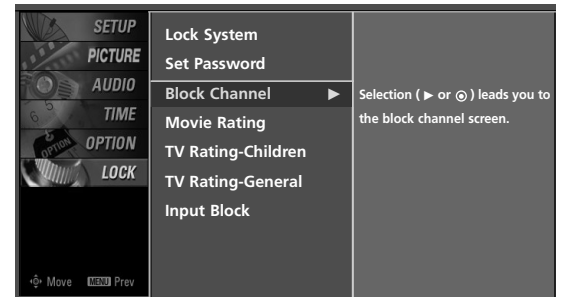 SETUP
PICTURE
AUDIO
TIME
OPTION
LOCK
Move MENU Prev
Lock System
Set Password
Block Channel ▶
Movie Rating
TV Rating-Children
TV Rating-General
Input Block
Selection ( ▶ or ⊙ ) leads you to
the block channel screen.